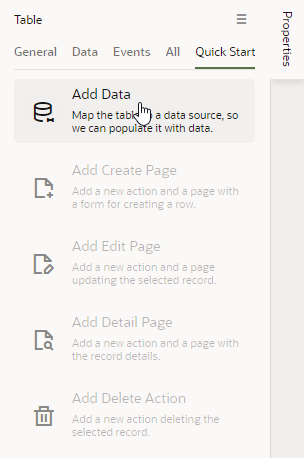 Table
Properties
General Data Events All Quick Start
Add Data
Map the table a data source, so
we can populate it with data.
Add Create Page
Add a new action and a page with
a form for creating a row.
Add Edit Page
Add a new action and a page
updating the selected record.
Add Detail Page
Add a new action and a page with
the record details.
Add Delete Action
Add a new action deleting the
selected record.